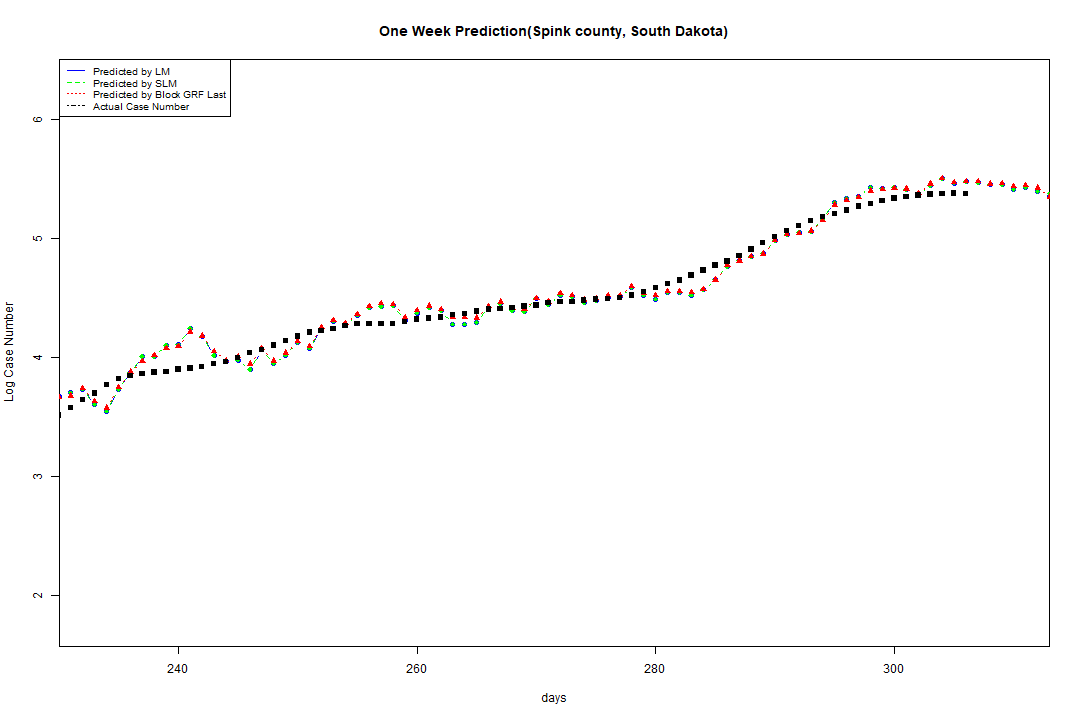 One Week Prediction(Spink county, South Dakota)
Predicted by LM
Predicted by SLM
Predicted by Block GRF Last
Actual Case Number
Log Case Number
6
5
4
3
2
240
260
280
300
days